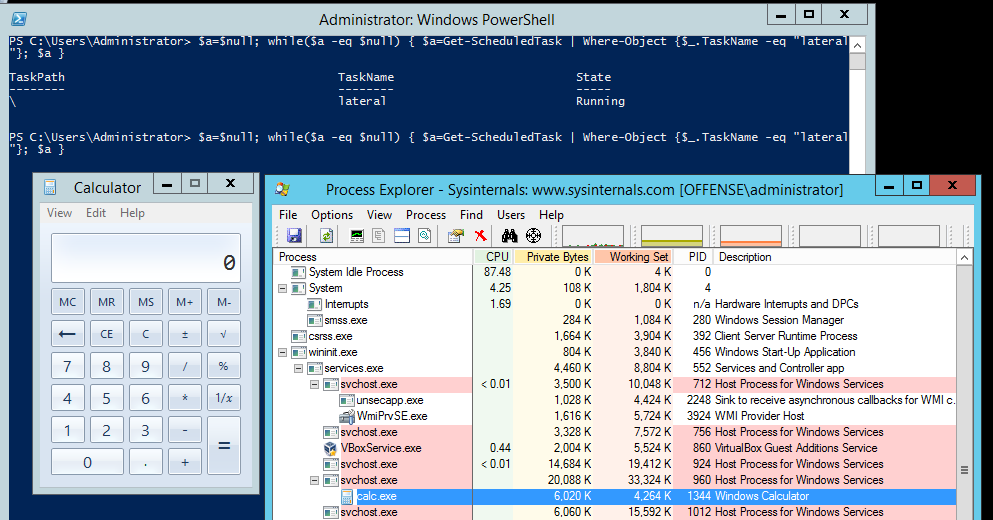 Administrator: Windows PowerShell
PS C:\Users\Administrator> $a=$null; while($a -eq $null) { $a=Get-ScheduledTask | Where-Object {$_.TaskName -eq "lateral
"}; $a }
TaskPath TaskName State
-------- -------- -----
\ lateral Running
PS C:\Users\Administrator> $a=$null; while($a -eq $null) { $a=Get-ScheduledTask | Where-Object {$_.TaskName -eq "lateral
"}; $a }
Calculator
View Edit Help
0
MC MR MS M+ M-
← CE C ± √
7 8 9 / %
4 5 6 * 1/x
1 2 3 - =
0 . +
Process Explorer - Sysinternals: www.sysinternals.com [OFFENSE\administrator]
File Options View Process Find Users Help
Process CPU Private Bytes Working Set PID Description
System Idle Process 87.48 0 K 4 K 0
System 4.25 108 K 1,804 K 4
Interrupts 1.69 0 K 0 K n/a Hardware Interrupts and DPCs
smss.exe 284 K 1,084 K 280 Windows Session Manager
csrss.exe 1,664 K 3,904 K 392 Client Server Runtime Process
wininit.exe 804 K 3,840 K 456 Windows Start-Up Application
services.exe 4,460 K 8,804 K 552 Services and Controller app
svchost.exe < 0.01 3,500 K 10,048 K 712 Host Process for Windows Services
unsecapp.exe 1,028 K 4,424 K 2248 Sink to receive asynchronous callbacks for WMI c...
WmiPrvSE.exe 1,616 K 5,724 K 3924 WMI Provider Host
svchost.exe 3,328 K 7,572 K 756 Host Process for Windows Services
VBoxService.exe 0.44 2,004 K 5,524 K 860 VirtualBox Guest Additions Service
svchost.exe < 0.01 14,684 K 19,412 K 924 Host Process for Windows Services
svchost.exe 20,088 K 33,324 K 960 Host Process for Windows Services
calc.exe 6,020 K 4,264 K 1344 Windows Calculator
svchost.exe 6,060 K 15,592 K 1012 Host Process for Windows Services